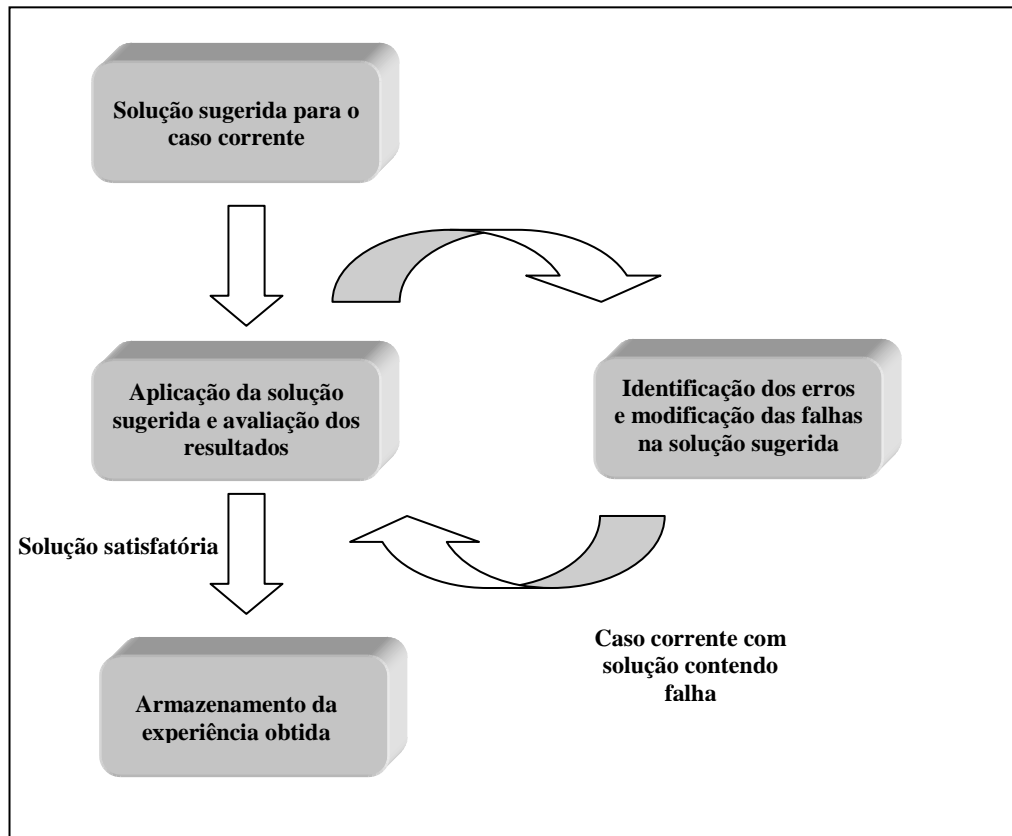 Solução sugerida para o
caso corrente
Aplicação da solução
sugerida e avaliação dos
resultados
Identificação dos erros
e modificação das falhas
na solução sugerida
Solução satisfatória
Caso corrente com
solução contendo
falha
Armazenamento da
experiência obtida